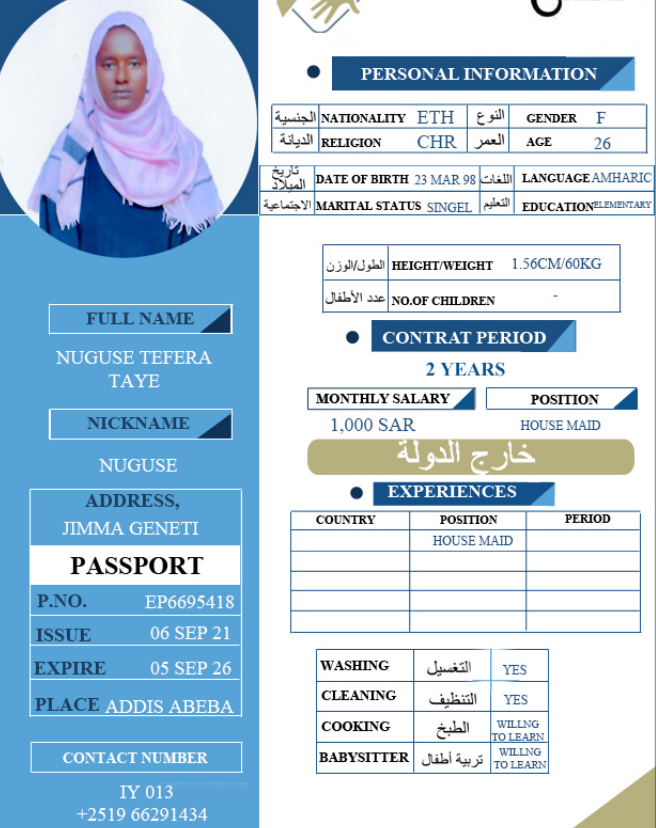 PERSONAL INFORMATION
الجنسية NATIONALITY ETH النوع GENDER F
الديانة RELIGION CHR العمر AGE 26
تاريخ الميلاد DATE OF BIRTH 23 MAR 98 اللغات LANGUAGE AMHARIC
الاجتماعية MARITAL STATUS SINGEL التعليم EDUCATION ELEMENTARY
الطول/الوزن HEIGHT/WEIGHT 1.56CM/60KG
عدد الأطفال NO.OF CHILDREN -
FULL NAME
NUGUSE TEFERA
TAYE
NICKNAME
NUGUSE
ADDRESS,
JIMMA GENETI
PASSPORT
P.NO. EP6695418
ISSUE 06 SEP 21
EXPIRE 05 SEP 26
PLACE ADDIS ABEBA
CONTACT NUMBER
IY 013
+2519 66291434
CONTRAT PERIOD
2 YEARS
MONTHLY SALARY POSITION
1,000 SAR HOUSE MAID
خارج الدولة
EXPERIENCES
COUNTRY POSITION PERIOD
HOUSE MAID
WASHING التغسيل YES
CLEANING التنظيف YES
COOKING الطبخ WILLNG TO LEARN
BABYSITTER تربية أطفال WILLNG TO LEARN